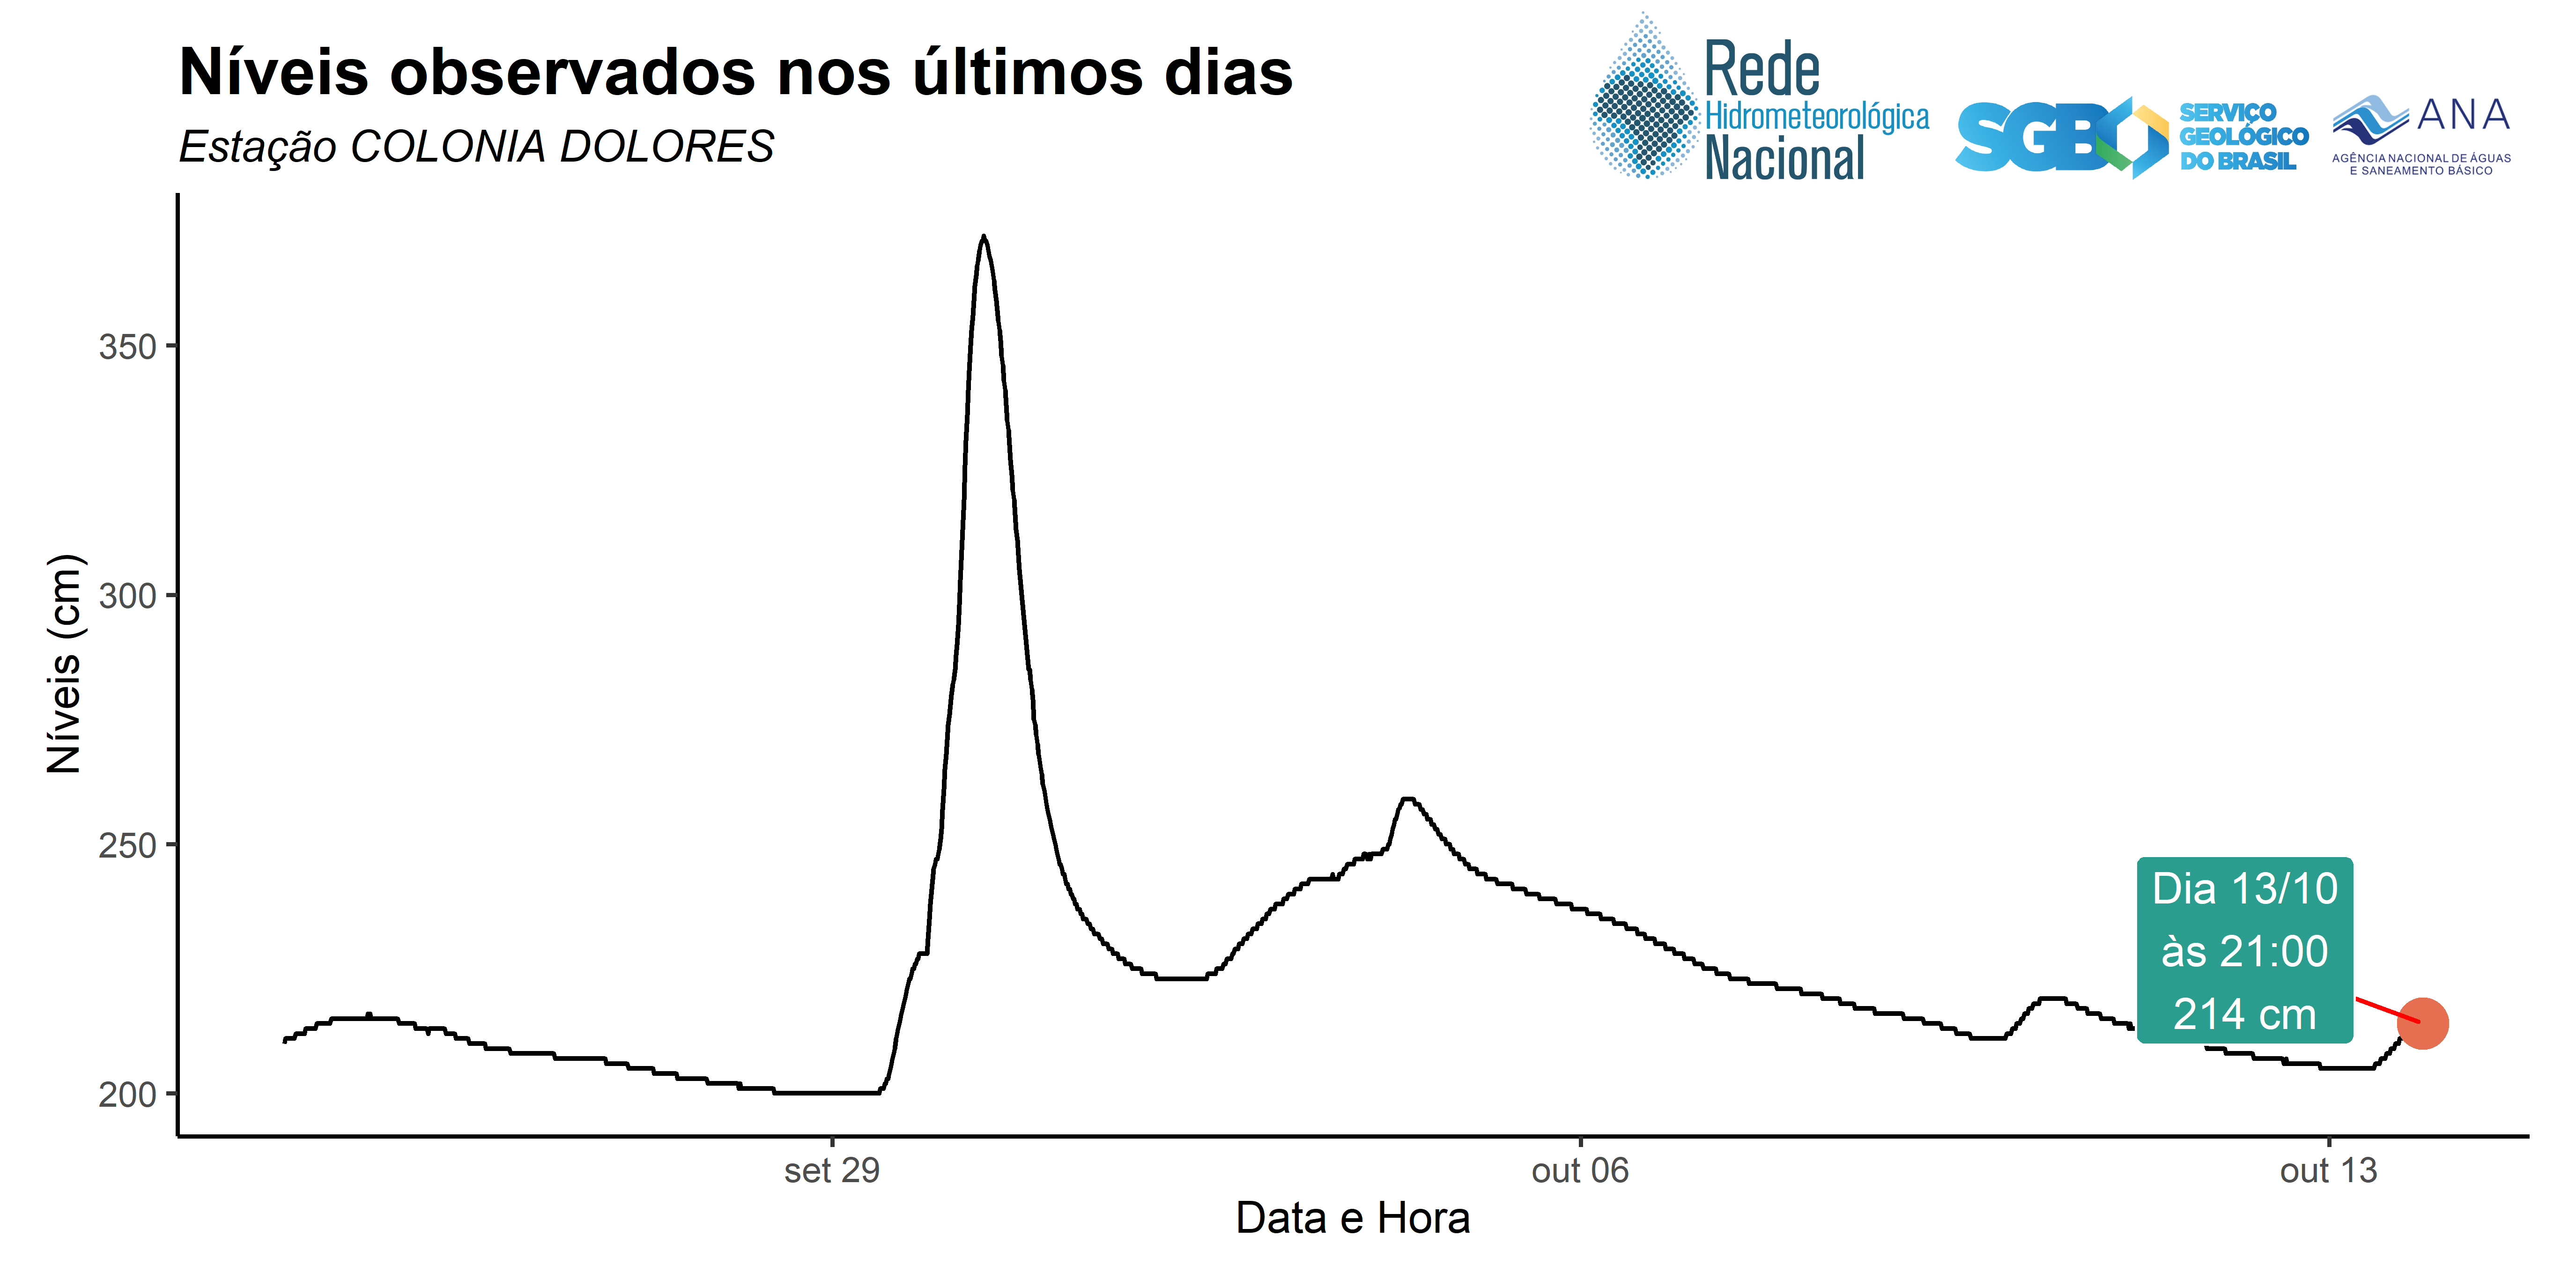 Níveis observados nos últimos dias
Estação COLONIA DOLORES
Rede
Hidrometeorológica
Nacional
SGB
SERVIÇO
GEOLÓGICO
DO BRASIL
ANA
AGÊNCIA NACIONAL DE ÁGUAS
E SANEAMENTO BÁSICO
Níveis (cm)
350
300
250
200
Dia 13/10
às 21:00
214 cm
set 29
out 06
out 13
Data e Hora